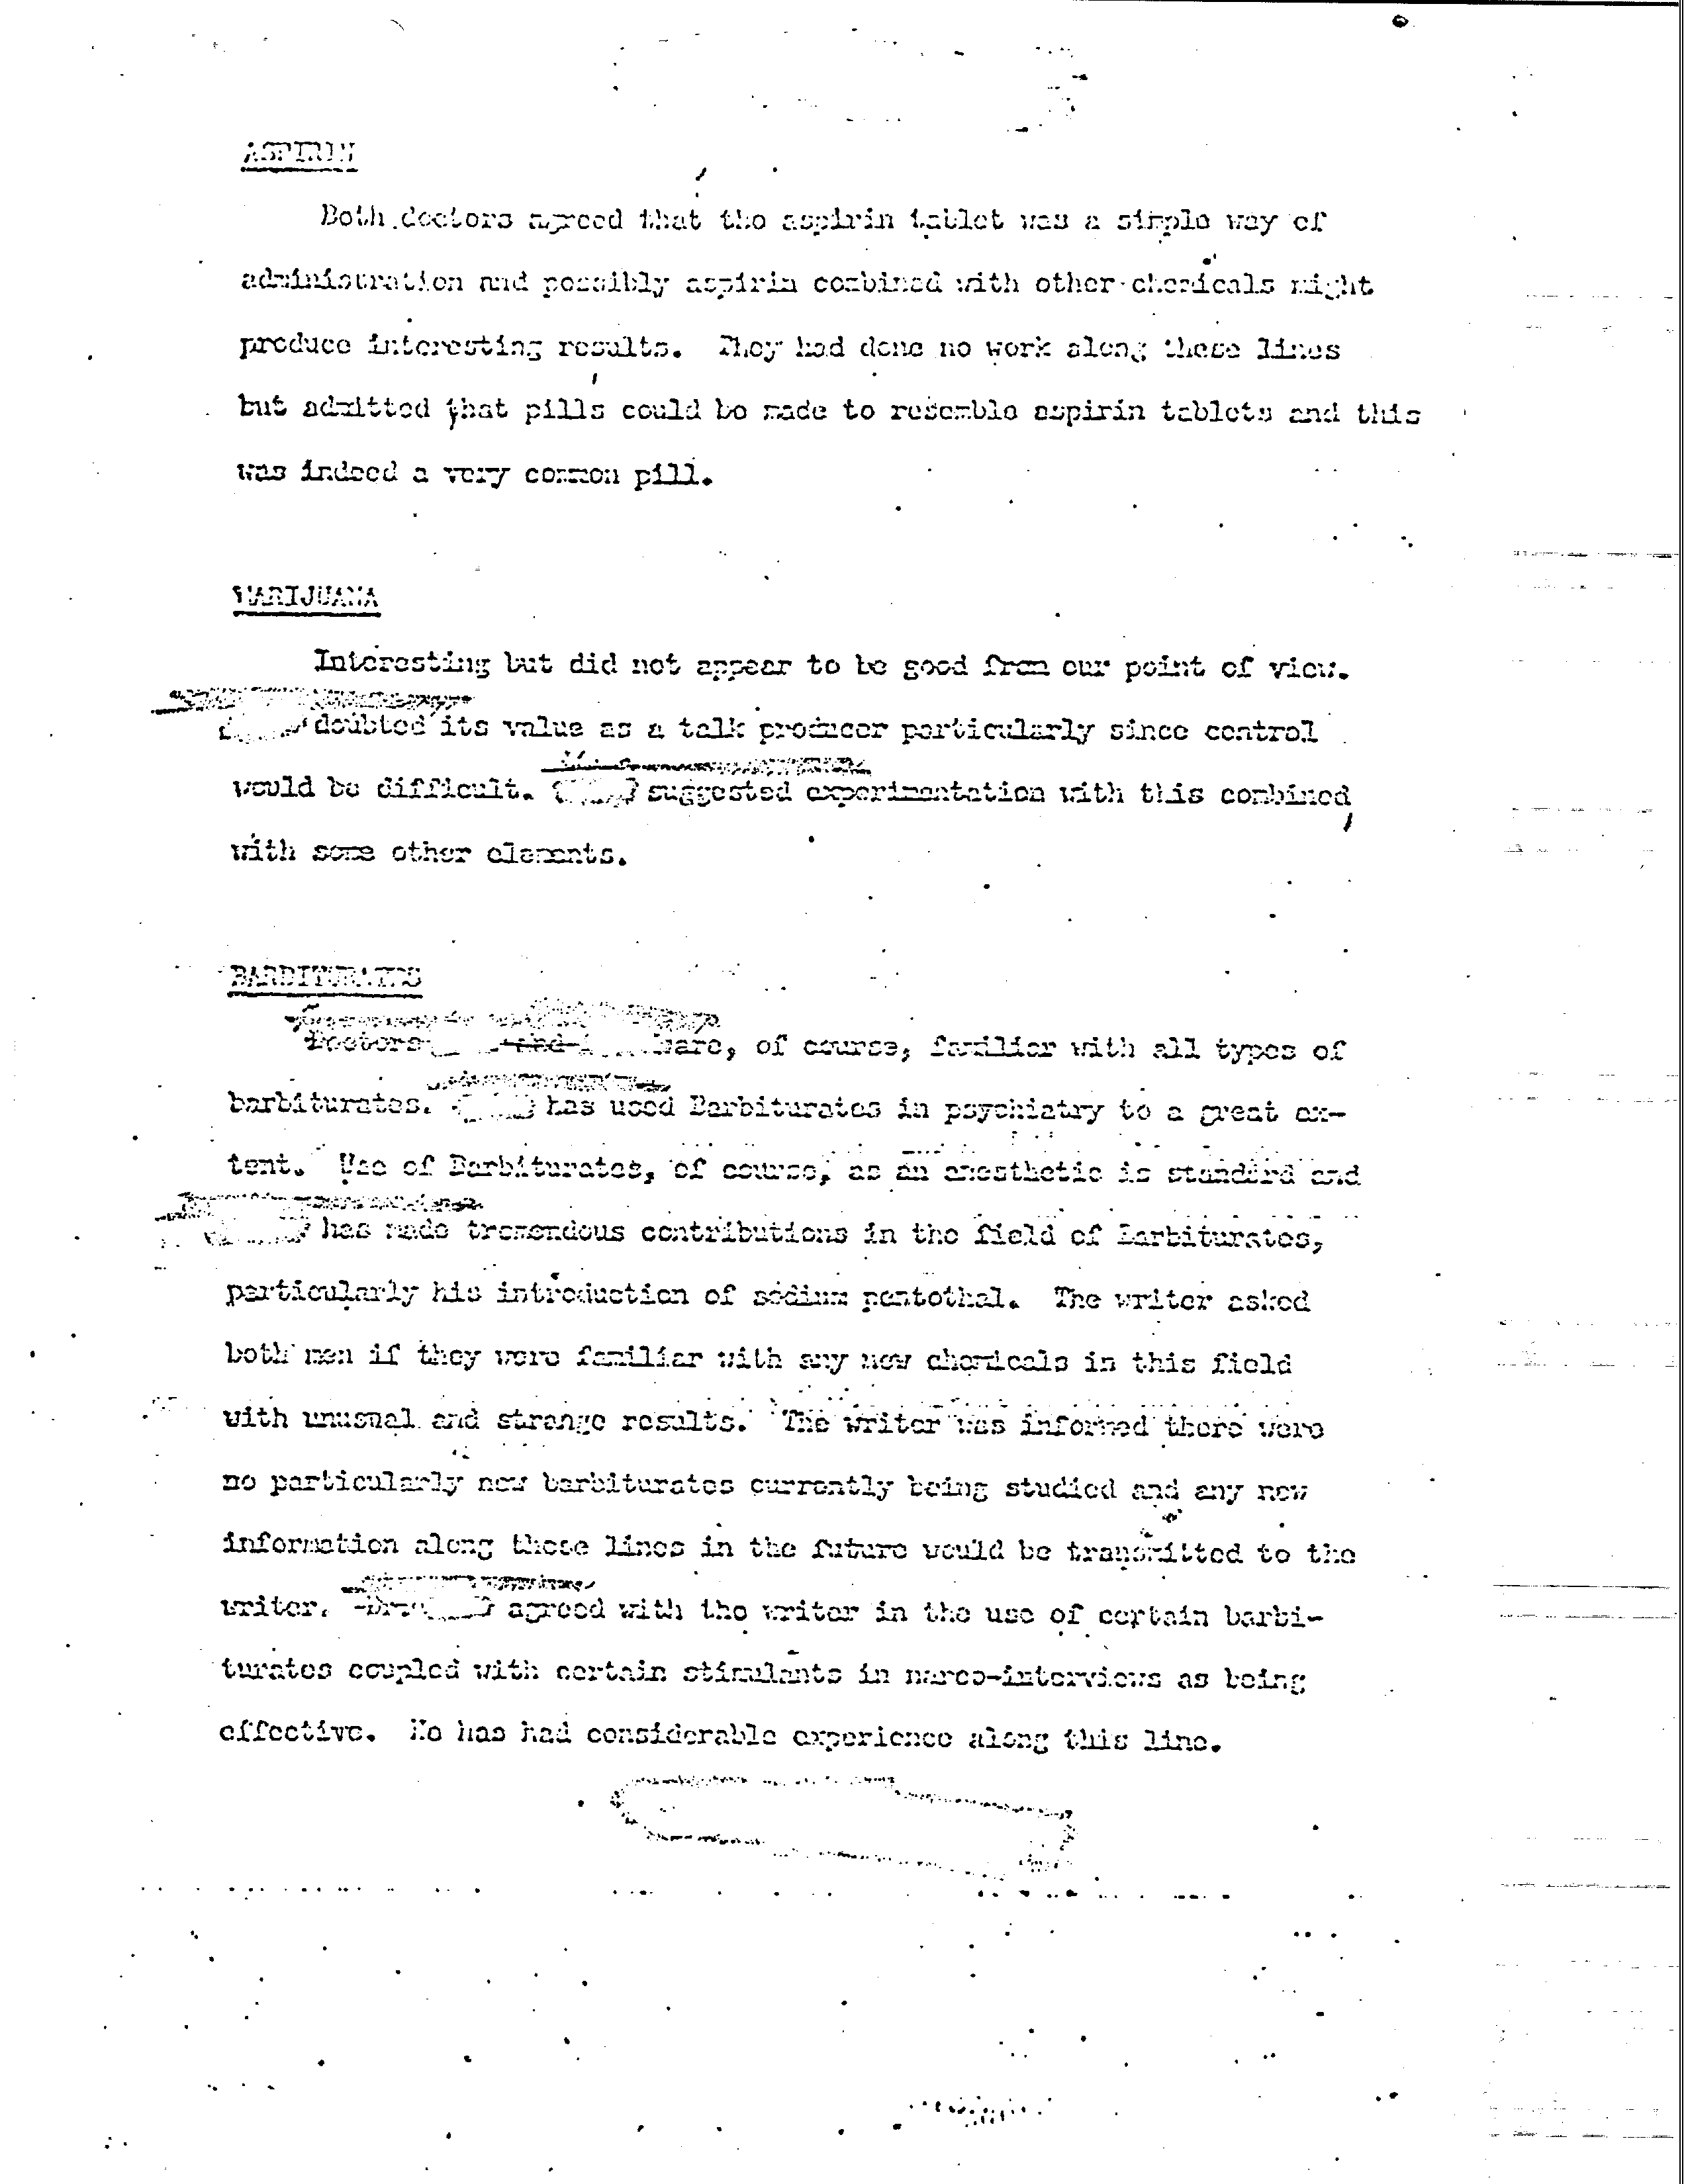 ASPIRIN
Both doctors agreed that the aspirin tablet was a simple way of
administration and possibly aspirin combined with other chemicals might
produce interesting results. They had done no work along these lines
but admitted that pills could be made to resemble aspirin tablets and this
was indeed a very common pill.
MARIJUANA
Interesting but did not appear to be good from our point of view.
doubted its value as a talk producer particularly since control
would be difficult. suggested experimentation with this combined
with some other elements.
BARBITURATES
Doctors and are, of course, familiar with all types of
barbiturates. has used Barbiturates in psychiatry to a great ex-
tent. Use of Barbiturates, of course, as an anesthetic is standard and
has made tremendous contributions in the field of Barbiturates,
particularly his introduction of sodium pentothal. The writer asked
both men if they were familiar with any new chemicals in this field
with unusual and strange results. The writer was informed there were
no particularly new barbiturates currently being studied and any new
information along those lines in the future would be transmitted to the
writer. Dr. agreed with the writer in the use of certain barbi-
turates coupled with certain stimulants in narco-interviews as being
effective. He has had considerable experience along this line.